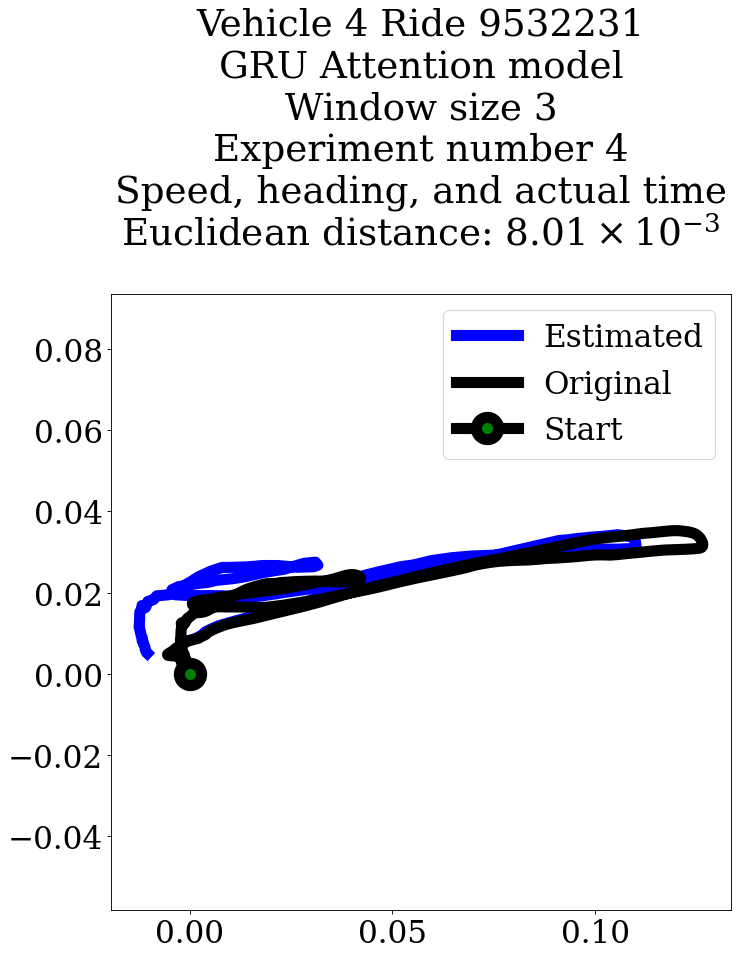 Vehicle 4 Ride 9532231
GRU Attention model
Window size 3
Experiment number 4
Speed, heading, and actual time
Euclidean distance: 8.01 × 10⁻³
Estimated
Original
Start
0.08
0.06
0.04
0.02
0.00
−0.02
−0.04
0.00 0.05 0.10